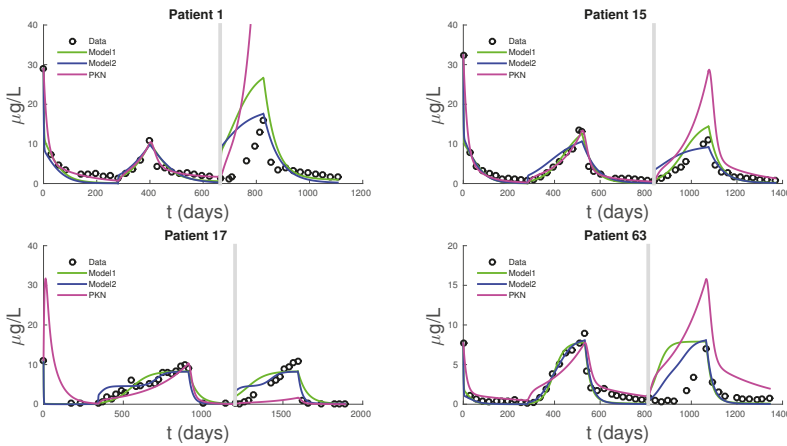 Patient 1
40
30
20
10
0
µg/L
Data
Model1
Model2
PKN
0 200 400 600 800 1000 1200
t (days)
Patient 15
40
30
20
10
0
µg/L
Data
Model1
Model2
PKN
0 200 400 600 800 1000 1200 1400
t (days)
Patient 17
40
30
20
10
0
µg/L
Data
Model1
Model2
PKN
0 500 1000 1500 2000
t (days)
Patient 63
20
15
10
5
0
µg/L
Data
Model1
Model2
PKN
0 200 400 600 800 1000 1200 1400
t (days)